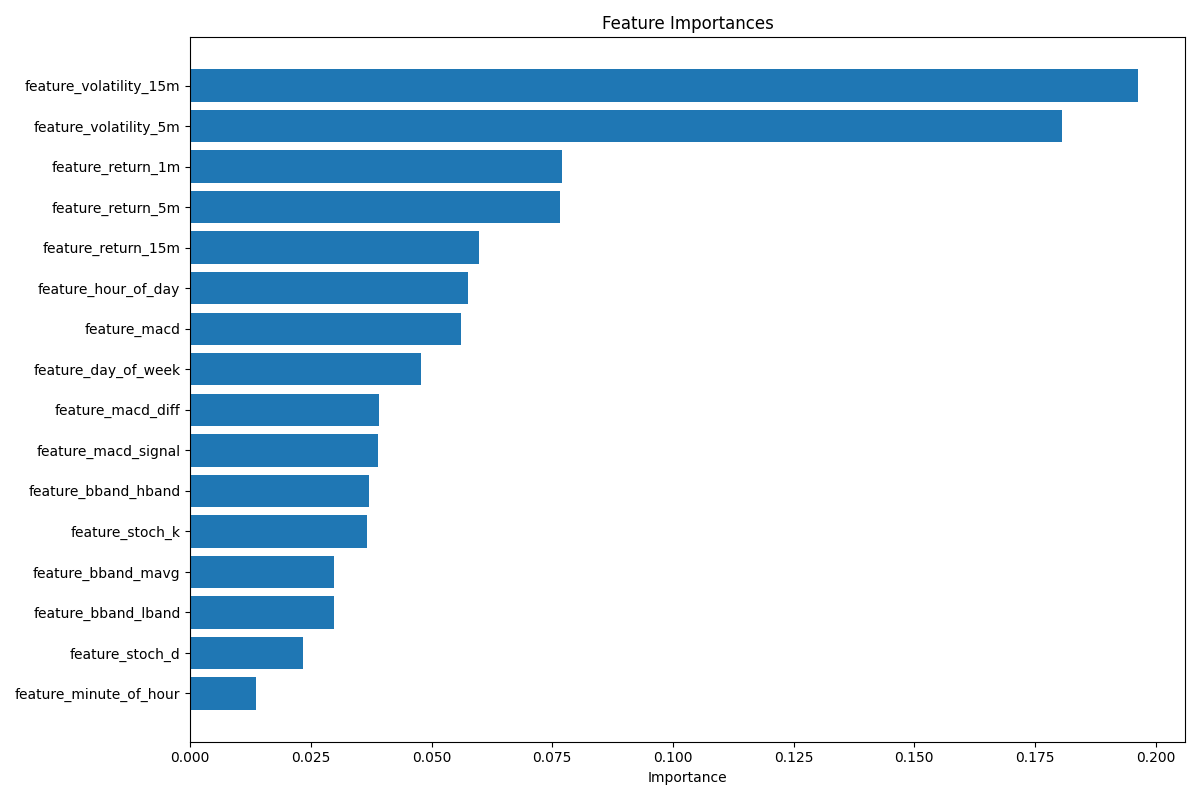 Feature Importances
feature_volatility_15m
feature_volatility_5m
feature_return_1m
feature_return_5m
feature_return_15m
feature_hour_of_day
feature_macd
feature_day_of_week
feature_macd_diff
feature_macd_signal
feature_bband_hband
feature_stoch_k
feature_bband_mavg
feature_bband_lband
feature_stoch_d
feature_minute_of_hour
0.000 0.025 0.050 0.075 0.100 0.125 0.150 0.175 0.200
Importance